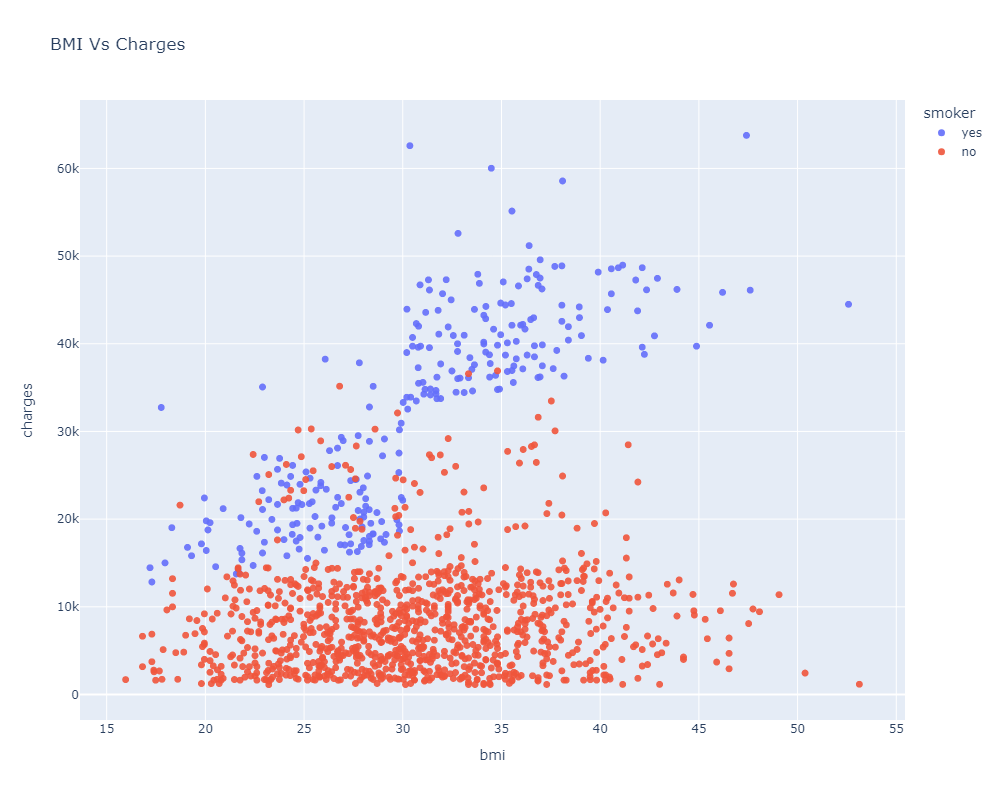 BMI Vs Charges
smoker
yes
no
60k
50k
40k
30k
20k
10k
0
charges
15 20 25 30 35 40 45 50 55
bmi